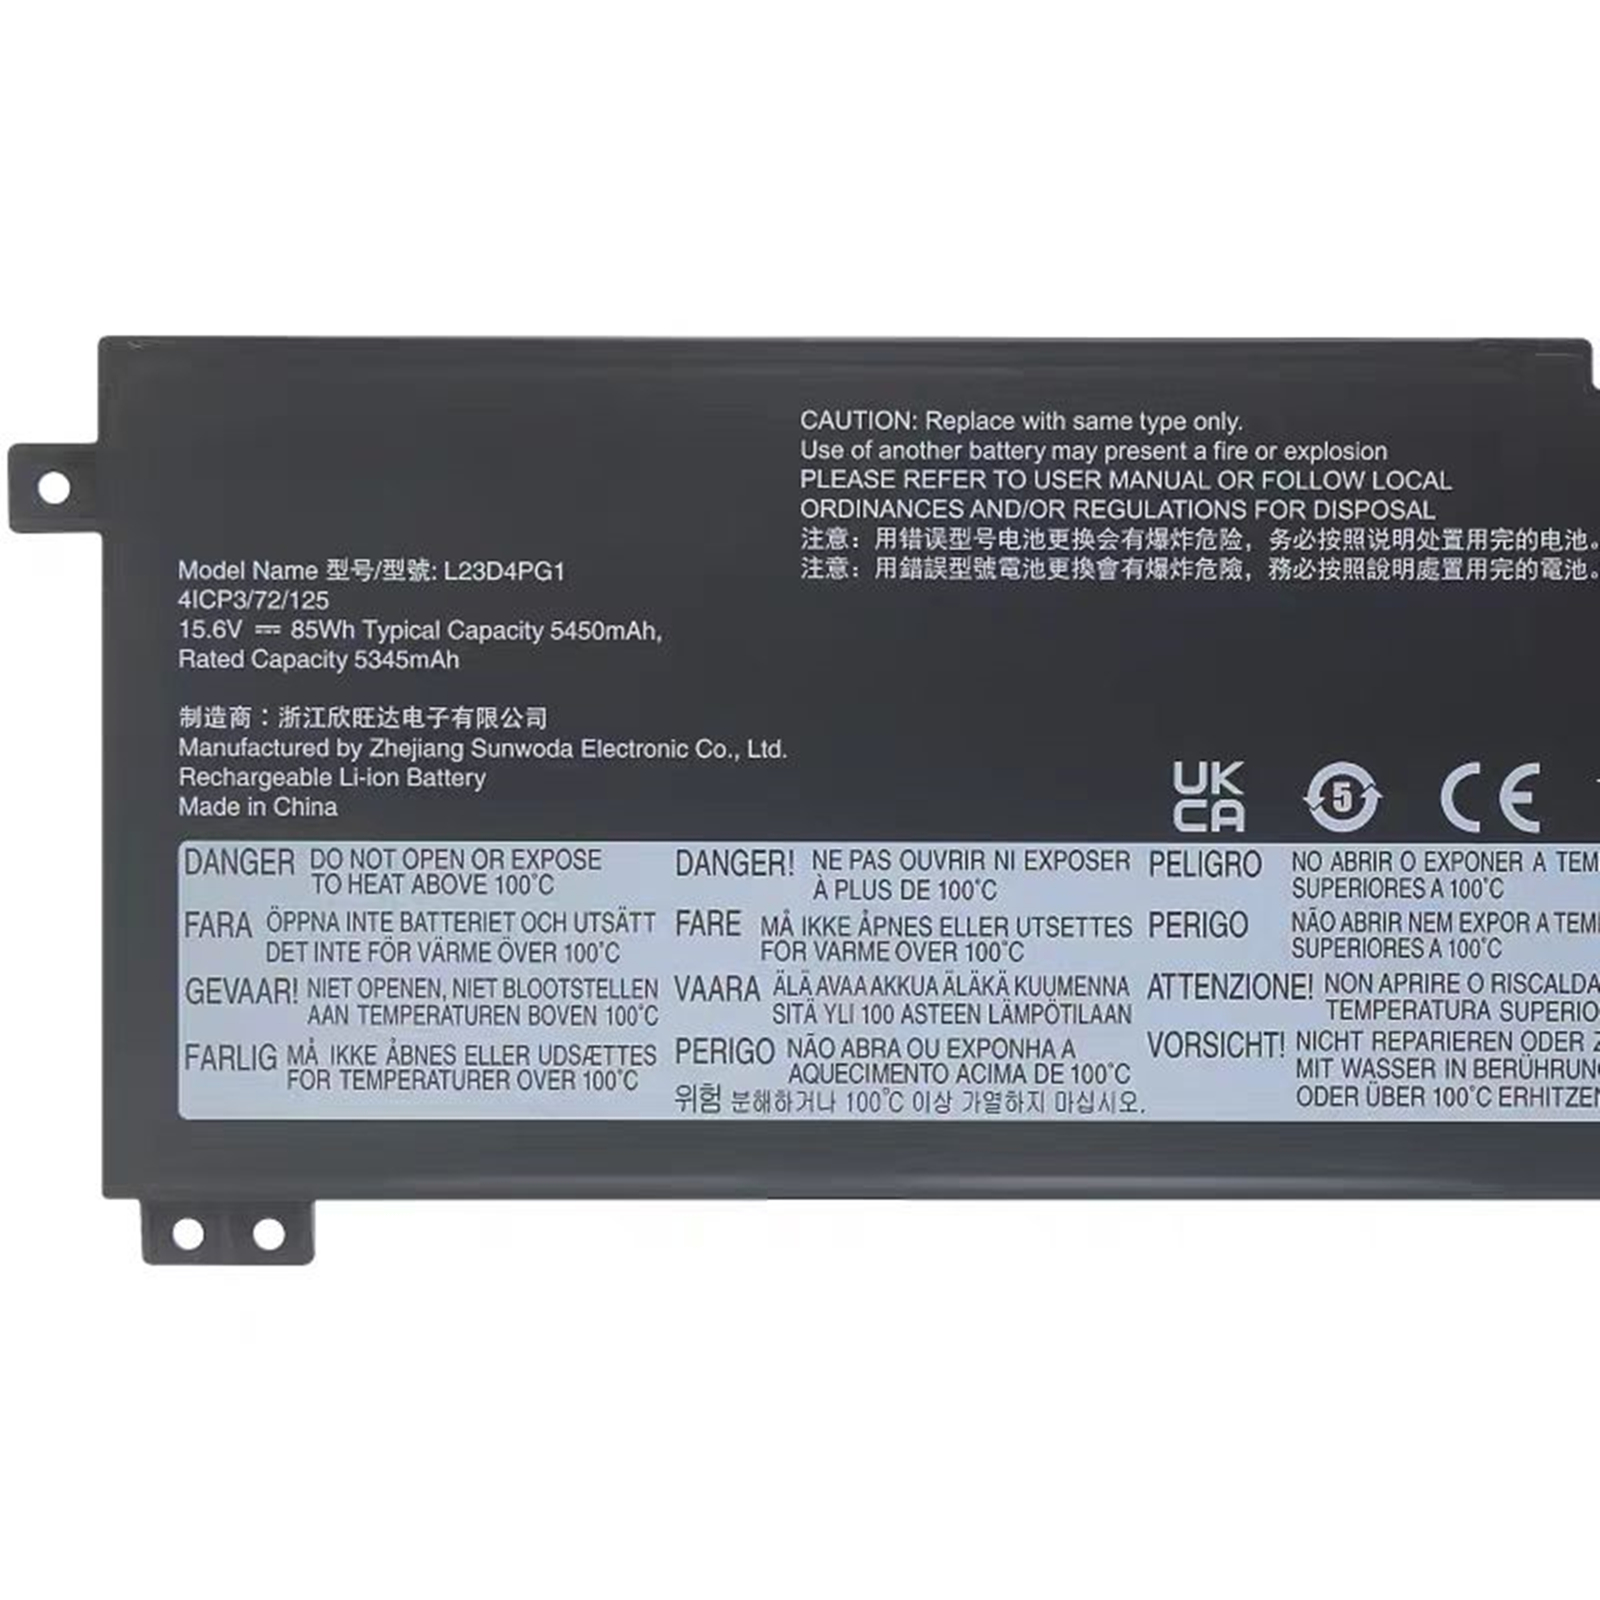 CAUTION: Replace with same type only.
Use of another battery may present a fire or explosion
PLEASE REFER TO USER MANUAL OR FOLLOW LOCAL
ORDINANCES AND/OR REGULATIONS FOR DISPOSAL
注意：用错误型号电池更换会有爆炸危险，务必按照说明处置用完的电池。
注意：用錯誤型號電池更換會有爆炸危險，務必按照說明處置用完的電池。
Model Name 型号/型號: L23D4PG1
4ICP3/72/125
15.6V ⎓ 85Wh Typical Capacity 5450mAh,
Rated Capacity 5345mAh
制造商：浙江欣旺达电子有限公司
Manufactured by Zhejiang Sunwoda Electronic Co., Ltd.
Rechargeable Li-ion Battery
Made in China
UK
CA
5
CE
DANGER DO NOT OPEN OR EXPOSE
TO HEAT ABOVE 100°C
FARA ÖPPNA INTE BATTERIET OCH UTSÄTT
DET INTE FÖR VÄRME ÖVER 100°C
GEVAAR! NIET OPENEN, NIET BLOOTSTELLEN
AAN TEMPERATUREN BOVEN 100°C
FARLIG MÅ IKKE ÅBNES ELLER UDSÆTTES
FOR TEMPERATURER OVER 100°C
DANGER! NE PAS OUVRIR NI EXPOSER
À PLUS DE 100°C
FARE MÅ IKKE ÅPNES ELLER UTSETTES
FOR VARME OVER 100°C
VAARA ÄLÄ AVAA AKKUA ÄLÄKÄ KUUMENNA
SITÄ YLI 100 ASTEEN LÄMPÖTILAAN
PERIGO NÃO ABRA OU EXPONHA A
AQUECIMENTO ACIMA DE 100°C
위험 분해하거나 100°C 이상 가열하지 마십시오.
PELIGRO NO ABRIR O EXPONER A TEM
SUPERIORES A 100°C
PERIGO NÃO ABRIR NEM EXPOR A TEM
SUPERIORES A 100°C
ATTENZIONE! NON APRIRE O RISCALDA
TEMPERATURA SUPERIO
VORSICHT! NICHT REPARIEREN ODER Z
MIT WASSER IN BERÜHRUN
ODER ÜBER 100°C ERHITZEN